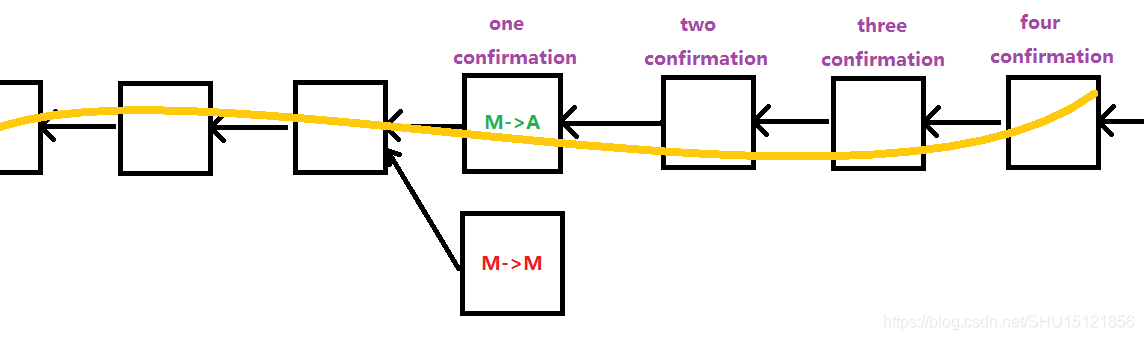 one
confirmation
two
confirmation
three
confirmation
four
confirmation
M->A
M->M
https://blog.csdn.net/SHU15121856